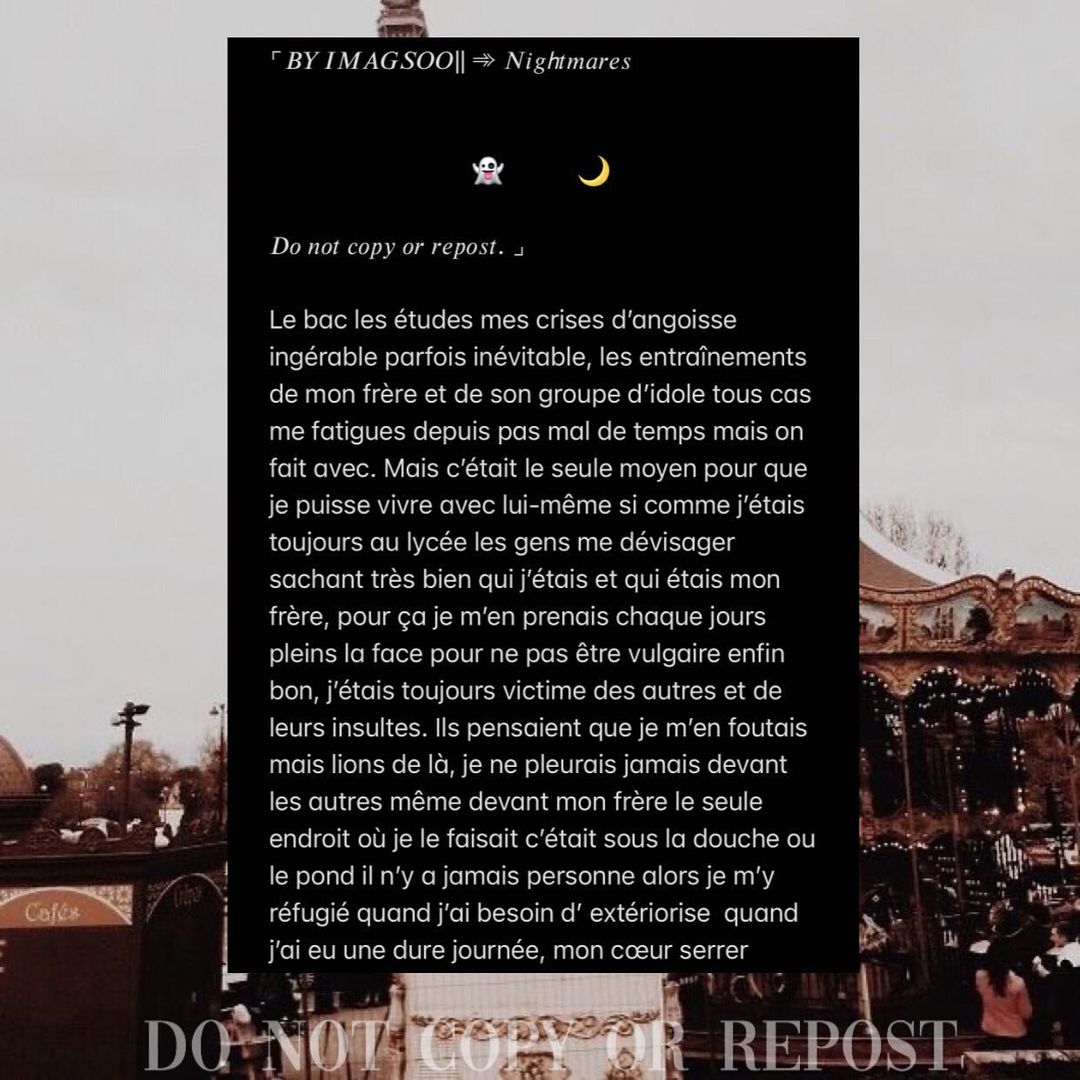 「 BY IMAGSOO|| ➾ Nightmares
👻 🌙
Do not copy or repost. 」
Le bac les études mes crises d’angoisse
ingérable parfois inévitable, les entraînements
de mon frère et de son groupe d’idole tous cas
me fatigues depuis pas mal de temps mais on
fait avec. Mais c’était le seule moyen pour que
je puisse vivre avec lui-même si comme j’étais
toujours au lycée les gens me dévisager
sachant très bien qui j’étais et qui étais mon
frère, pour ça je m’en prenais chaque jours
pleins la face pour ne pas être vulgaire enfin
bon, j’étais toujours victime des autres et de
leurs insultes. Ils pensaient que je m’en foutais
mais lions de là, je ne pleurais jamais devant
les autres même devant mon frère le seule
endroit où je le faisait c’était sous la douche ou
le pond il n’y a jamais personne alors je m’y
réfugié quand j’ai besoin d’ extériorise  quand
j’ai eu une dure journée, mon cœur serrer
Cafés
DO NOT COPY OR REPOST